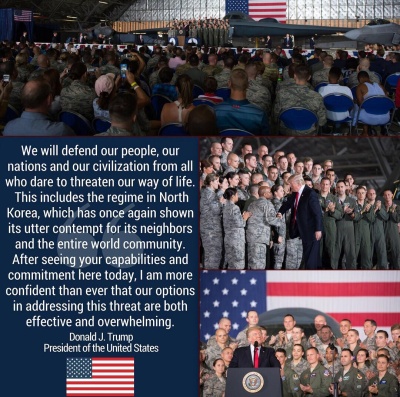 We will defend our people, our
nations and our civilization from all
who dare to threaten our way of life.
This includes the regime in North
Korea, which has once again shown
its utter contempt for its neighbors
and the entire world community.
After seeing your capabilities and
commitment here today, I am more
confident than ever that our options
in addressing this threat are both
effective and overwhelming.
Donald J. Trump
President of the United States